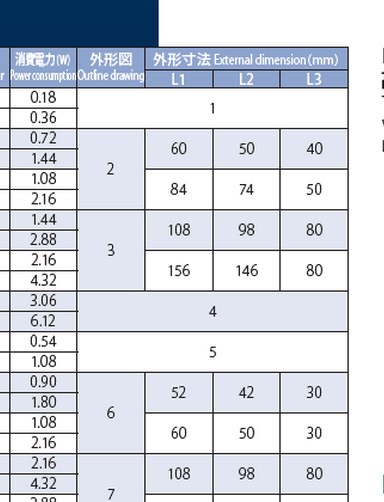 消費電力(W) 外形図 外形寸法 External dimension(mm)
r Power consumption Outline drawing L1 L2 L3
0.18 1
0.36
0.72 2 60 50 40
1.44
1.08 84 74 50
2.16
1.44 3 108 98 80
2.88
2.16 156 146 80
4.32
3.06 4
6.12
0.54 5
1.08
0.90 6 52 42 30
1.80
1.08 60 50 30
2.16
2.16 7 108 98 80
4.32
2.88